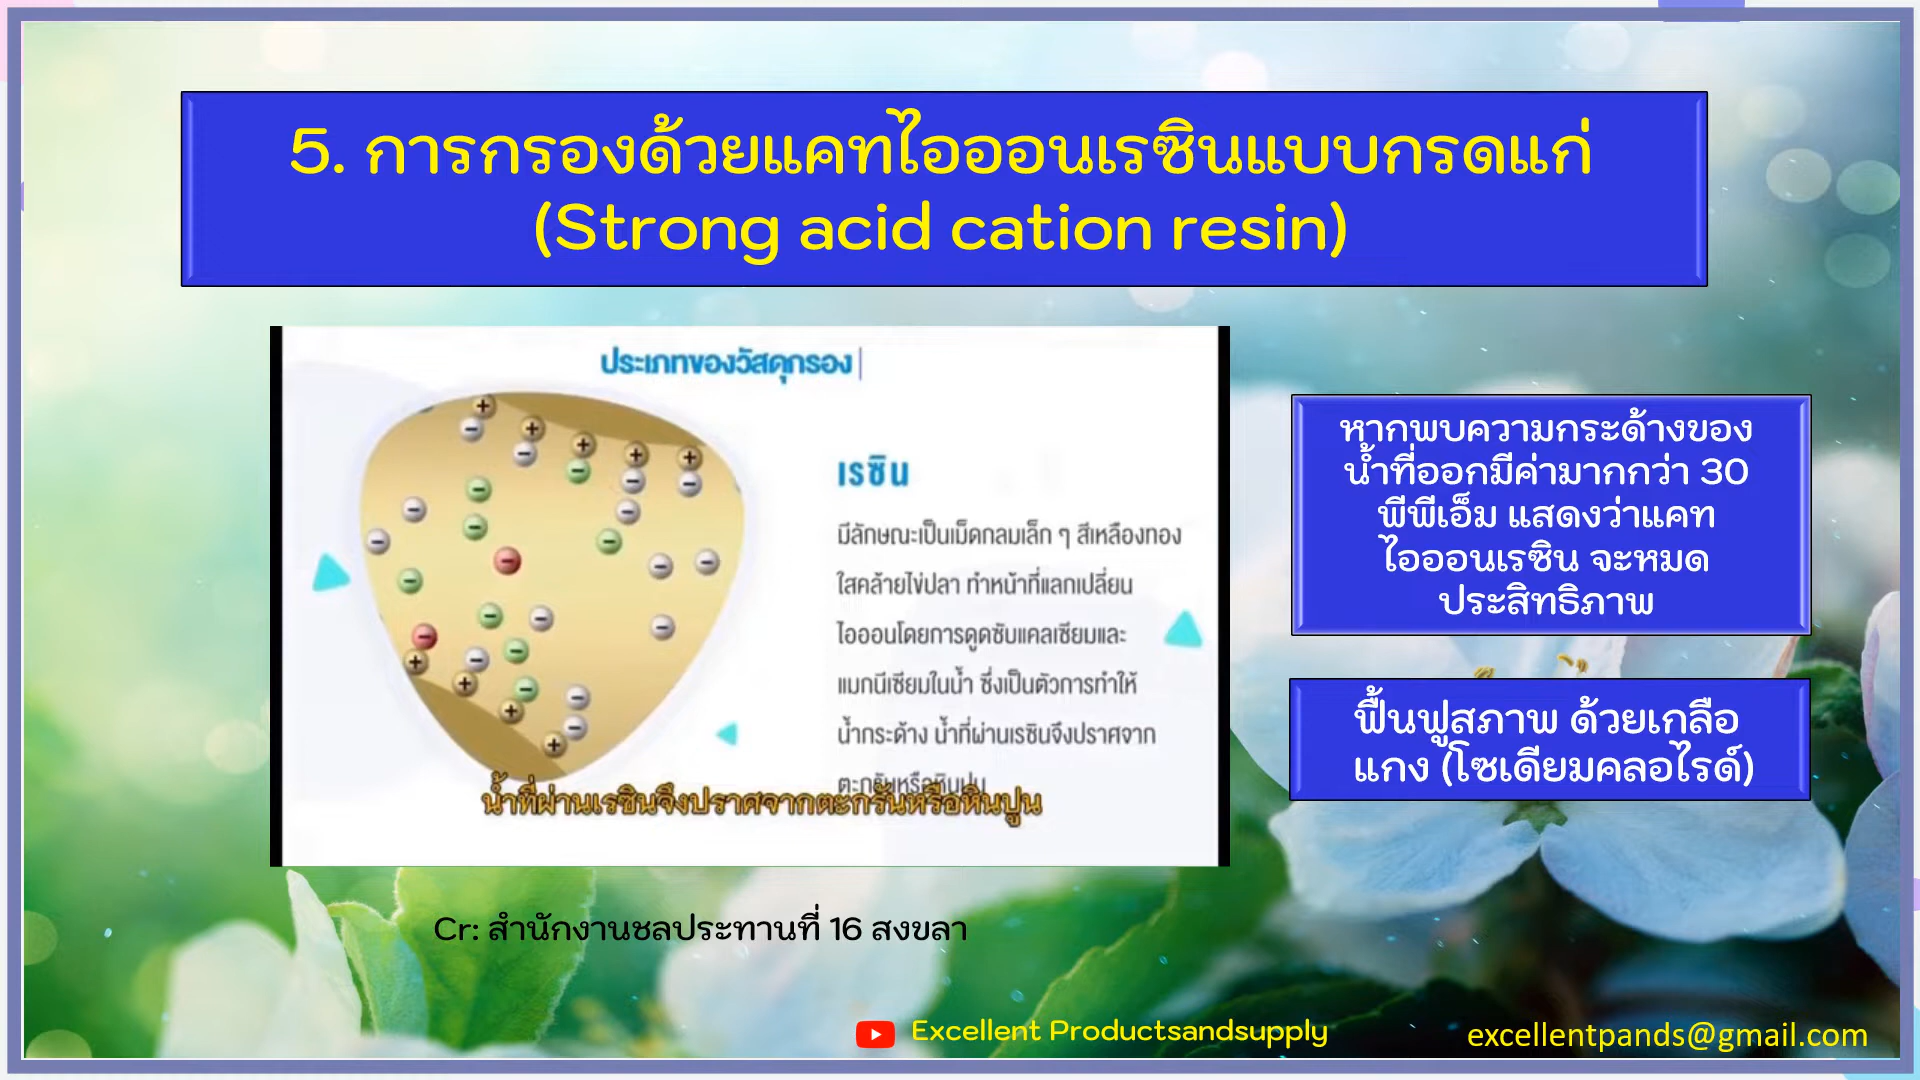 5. การกรองด้วยแคทไอออนเรซินแบบกรดแก่
(Strong acid cation resin)
ประเภทของวัสดุกรอง
เรซิน
มีลักษณะเป็นเม็ดกลมเล็ก ๆ สีเหลืองทอง
ใสคล้ายไข่ปลา ทำหน้าที่แลกเปลี่ยน
ไอออนโดยการดูดซับแคลเซียมและ
แมกนีเซียมในน้ำ ซึ่งเป็นตัวการทำให้
น้ำกระด้าง น้ำที่ผ่านเรซินจึงปราศจาก
ตะกรันหรือหินปูน
น้ำที่ผ่านเรซินจึงปราศจากตะกรันหรือหินปูน
หากพบความกระด้างของ
น้ำที่ออกมีค่ามากกว่า 30
พีพีเอ็ม แสดงว่าแคท
ไอออนเรซิน จะหมด
ประสิทธิภาพ
ฟื้นฟูสภาพ ด้วยเกลือ
แกง (โซเดียมคลอไรด์)
Cr: สำนักงานชลประทานที่ 16 สงขลา
Excellent Productsandsupply
excellentpands@gmail.com